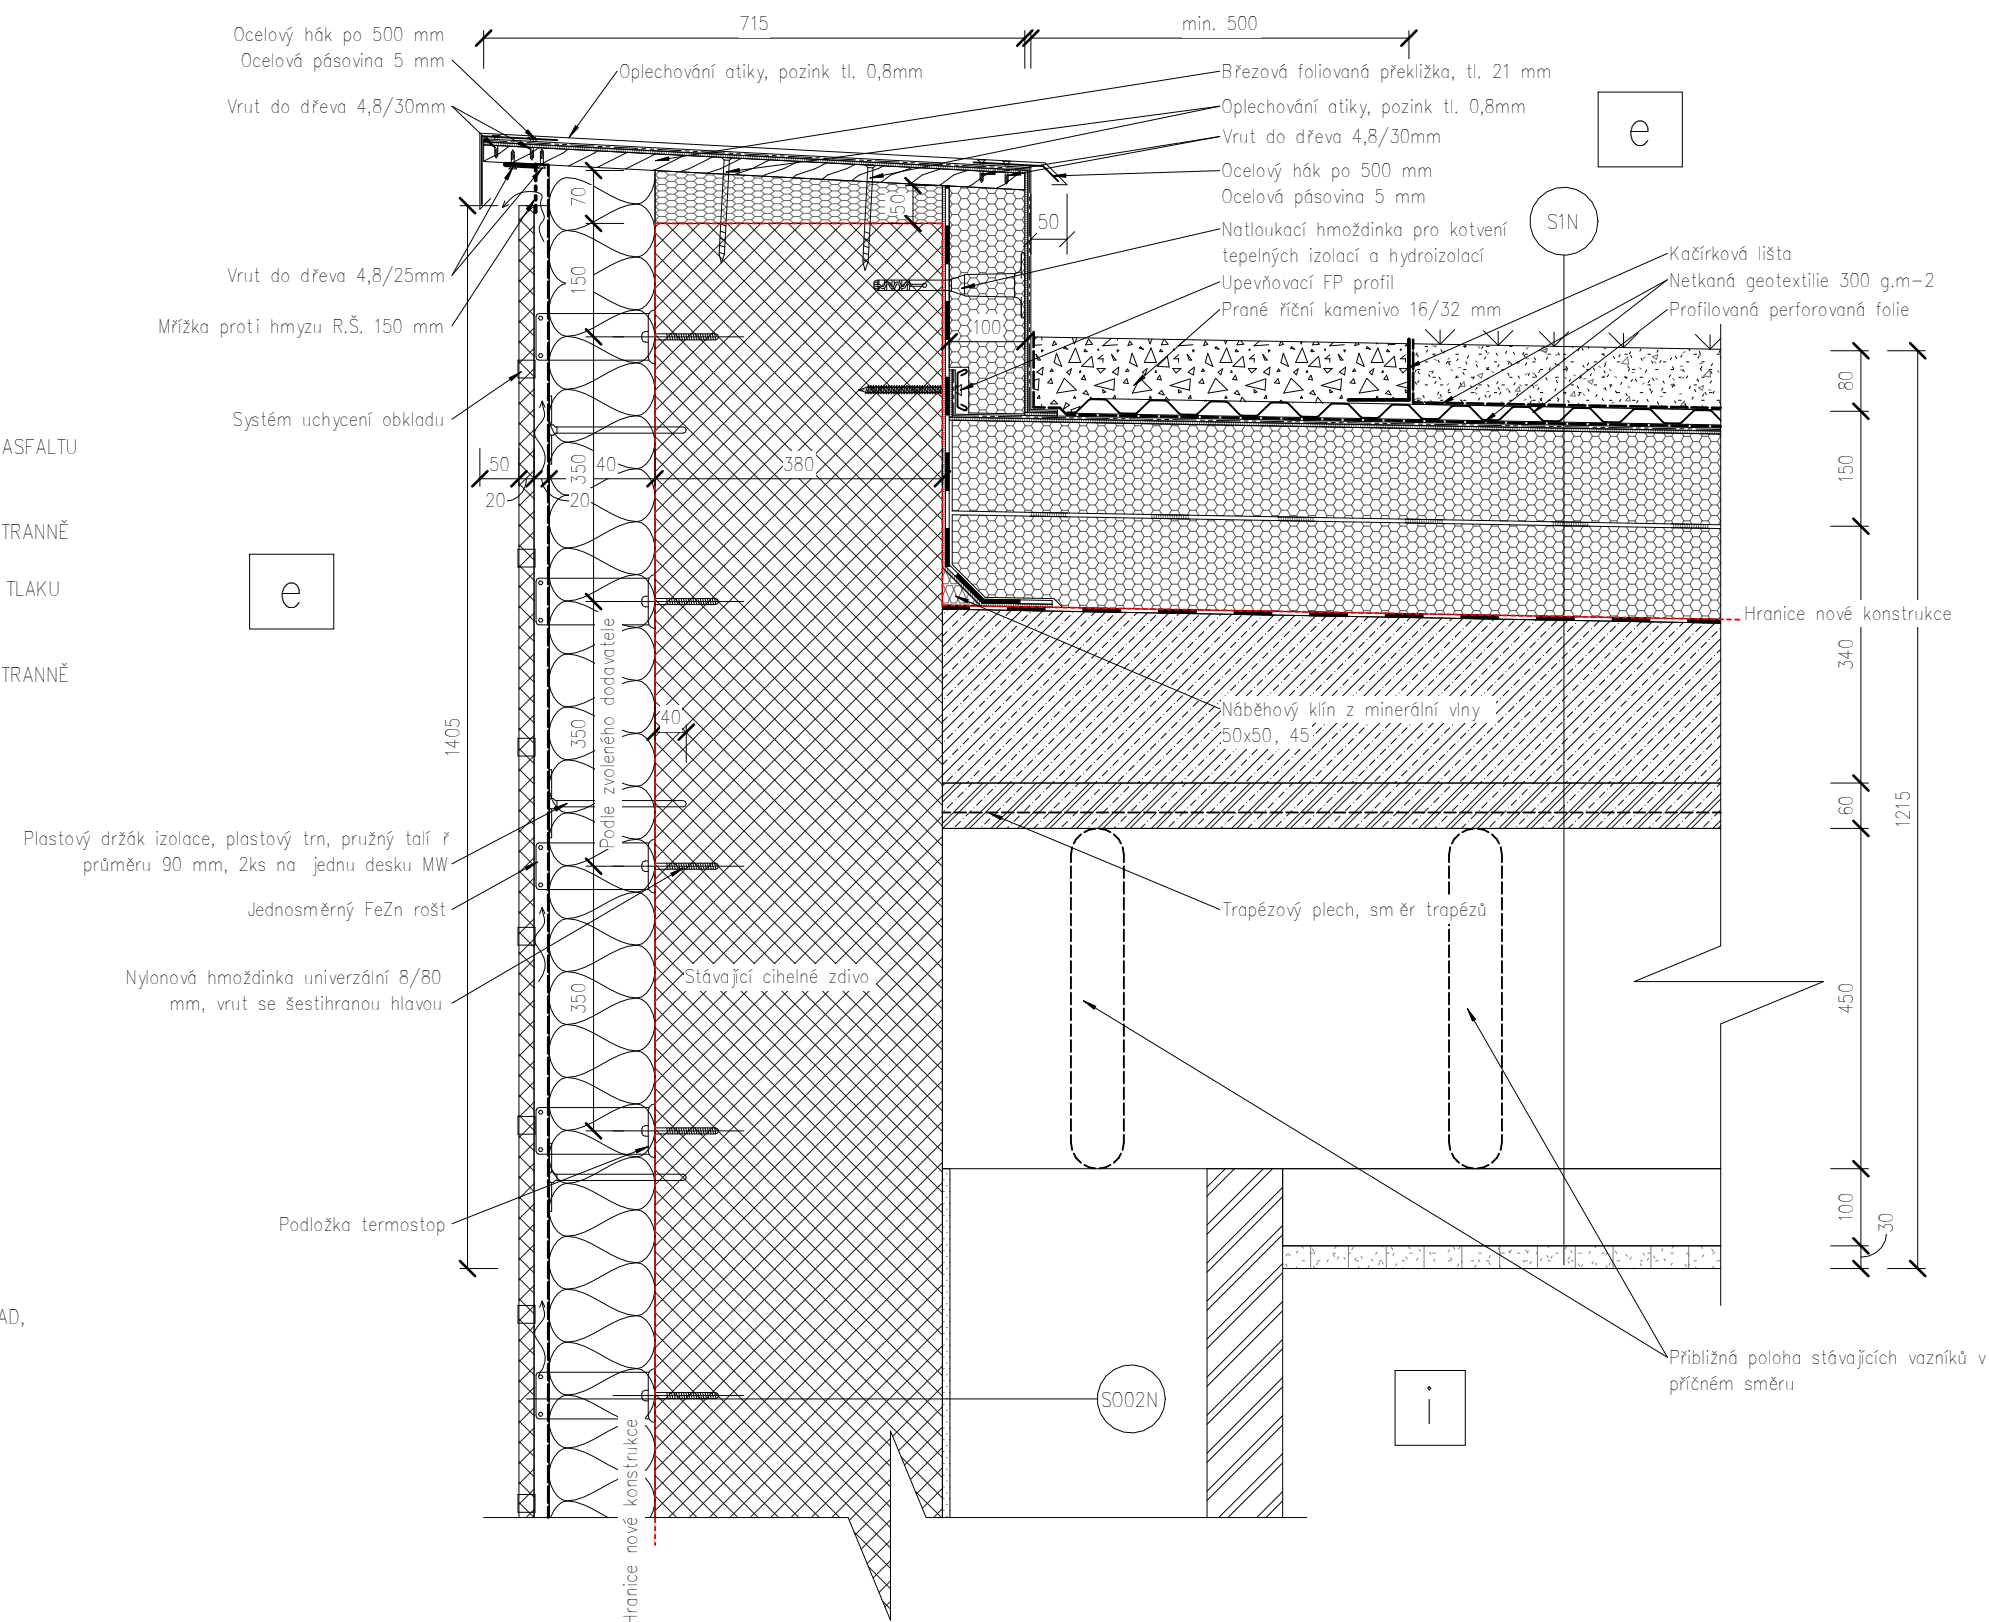 715
min. 500
Ocelový hák po 500 mm
Ocelová pásovina 5 mm
Vrut do dřeva 4,8/30mm
Oplechování atiky, pozink tl. 0,8mm
Březová foliovaná překližka, tl. 21 mm
Oplechování atiky, pozink tl. 0,8mm
Vrut do dřeva 4,8/30mm
Ocelový hák po 500 mm
Ocelová pásovina 5 mm
Natloukací hmoždinka pro kotvení
tepelných izolací a hydroizolací
Upevňovací FP profil
Prané říční kamenivo 16/32 mm
e
S1N
Kačírková lišta
Netkaná geotextilie 300 g.m-2
Profilovaná perforovaná folie
70
50
50
150
100
Vrut do dřeva 4,8/25mm
Mřížka proti hmyzu R.Š. 150 mm
Systém uchycení obkladu
ASFALTU
TRANNĚ
TLAKU
TRANNĚ
AD,
50
20
20
350
40
380
e
1405
Podle zvoleného dodavatele
350
40
350
80
150
340
60
450
100
30
1215
Hranice nové konstrukce
Náběhový klín z minerální vlny
50x50, 45
Plastový držák izolace, plastový trn, pružný talí ř
průměru 90 mm, 2ks na jednu desku MW
Jednosměrný FeZn rošt
Nylonová hmoždinka univerzální 8/80
mm, vrut se šestihranou hlavou
Podložka termostop
Stávající cihelné zdivo
Trapézový plech, sm ěr trapézů
Přibližná poloha stávajících vazníků v
příčném směru
S002N
i
Hranice nové konstrukce